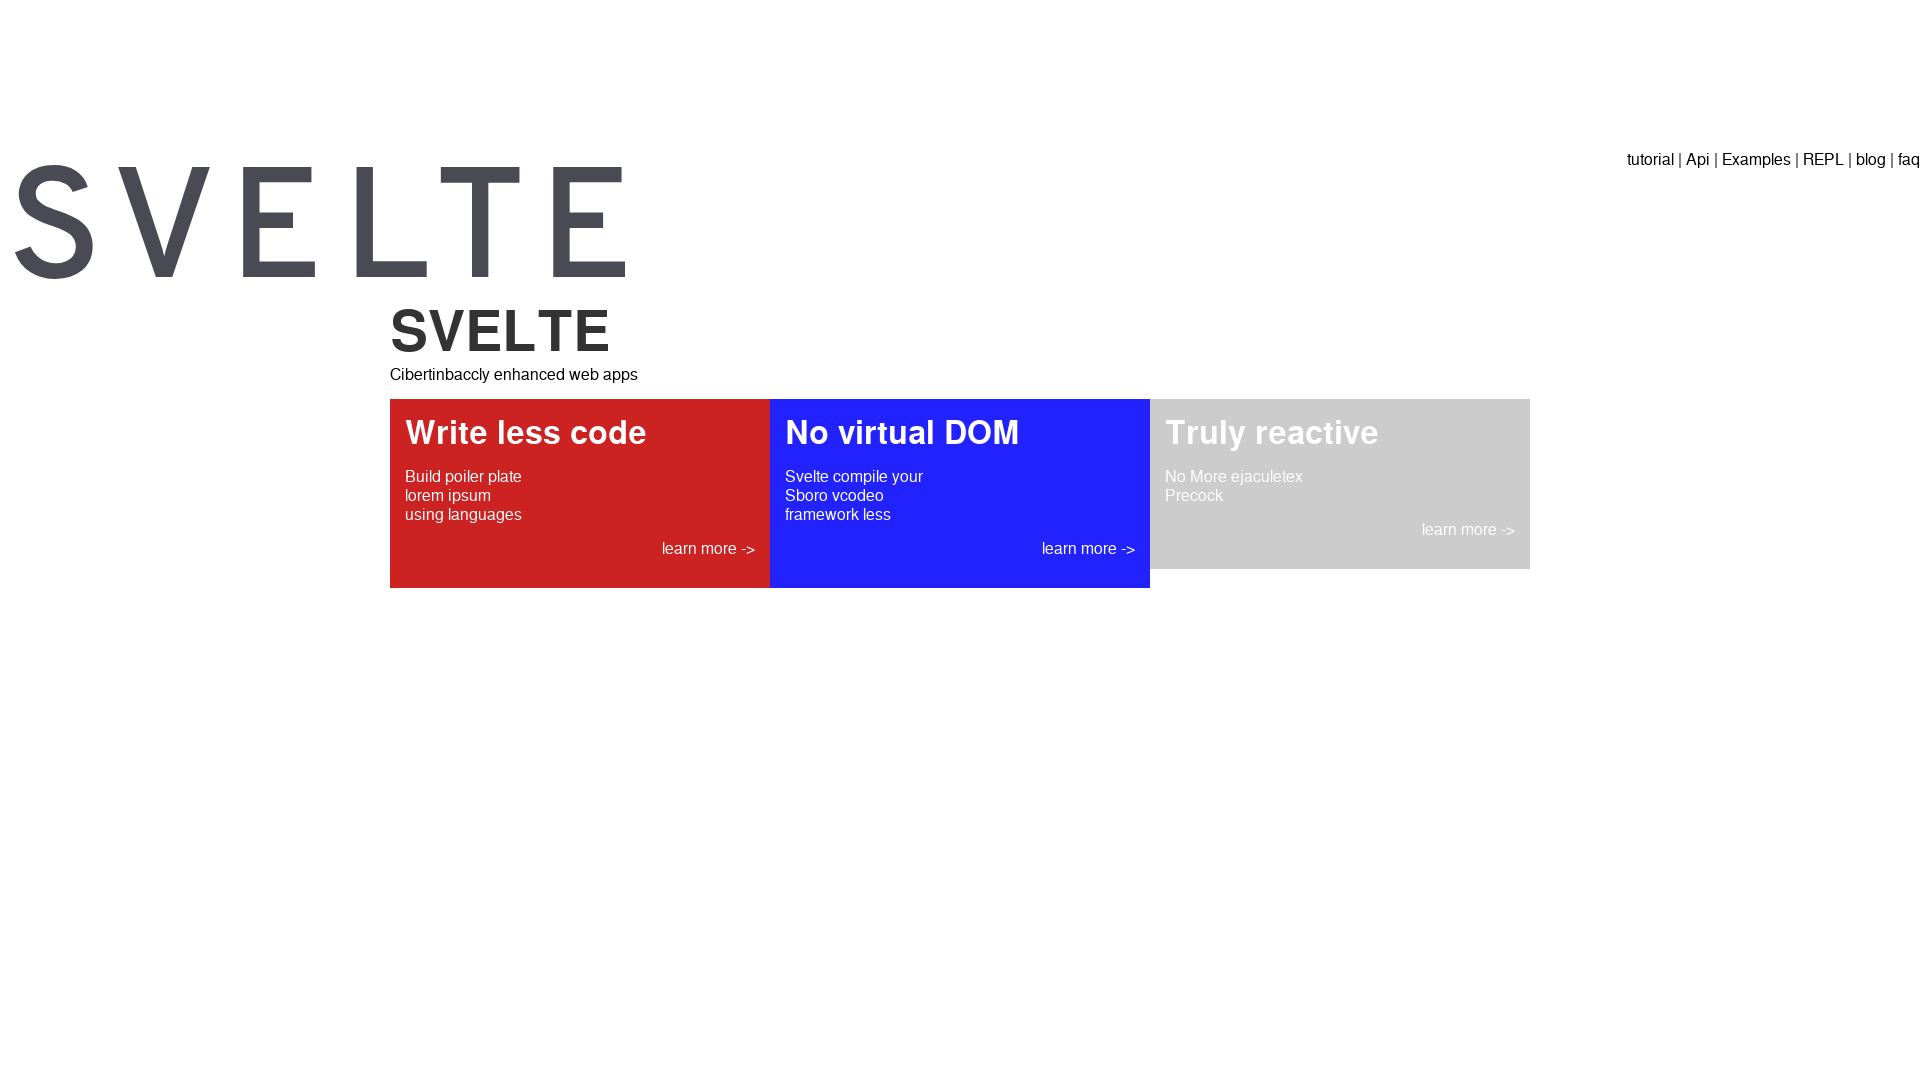 SVELTE
tutorial | Api | Examples | REPL | blog | faq
SVELTE
Cibertinbaccly enhanced web apps
Write less code
Build poiler plate
lorem ipsum
using languages
learn more ->
No virtual DOM
Svelte compile your
Sboro vcodeo
framework less
learn more ->
Truly reactive
No More ejaculetex
Precock
learn more ->